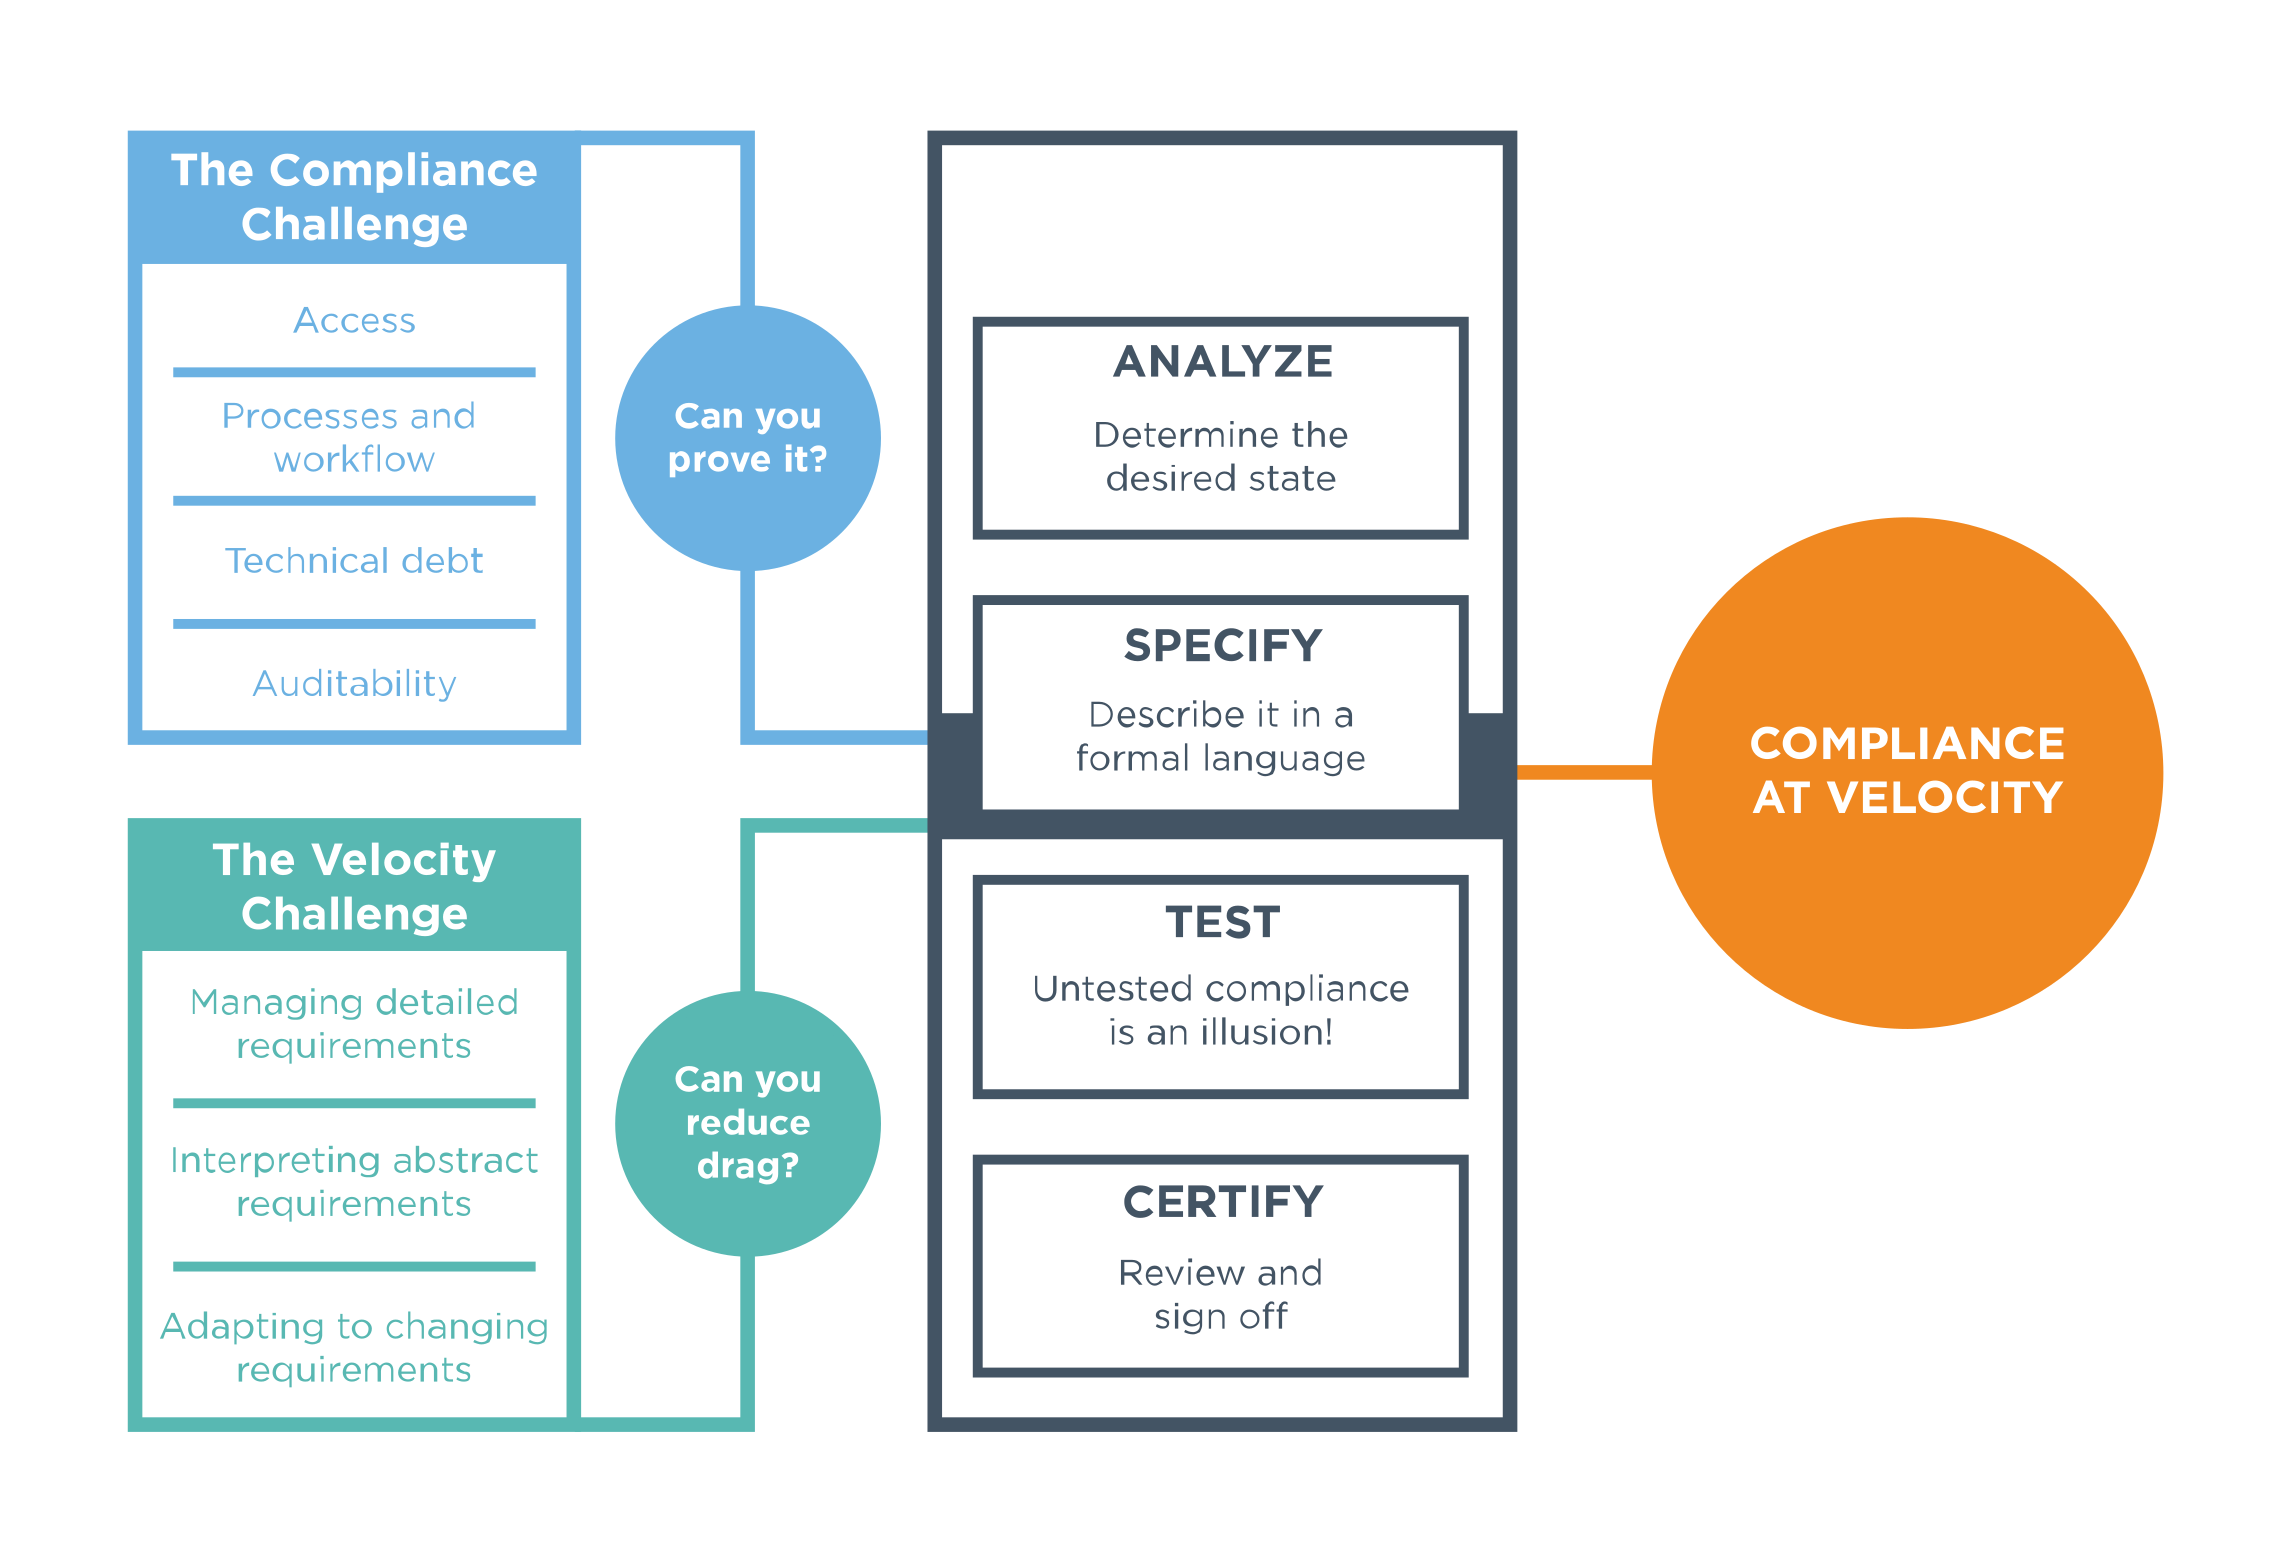 The Compliance
Challenge
Access
Processes and
workflow
Technical debt
Auditability
Can you
prove it?
The Velocity
Challenge
Managing detailed
requirements
Interpreting abstract
requirements
Adapting to changing
requirements
Can you
reduce
drag?
ANALYZE
Determine the
desired state
SPECIFY
Describe it in a
formal language
TEST
Untested compliance
is an illusion!
CERTIFY
Review and
sign off
COMPLIANCE
AT VELOCITY